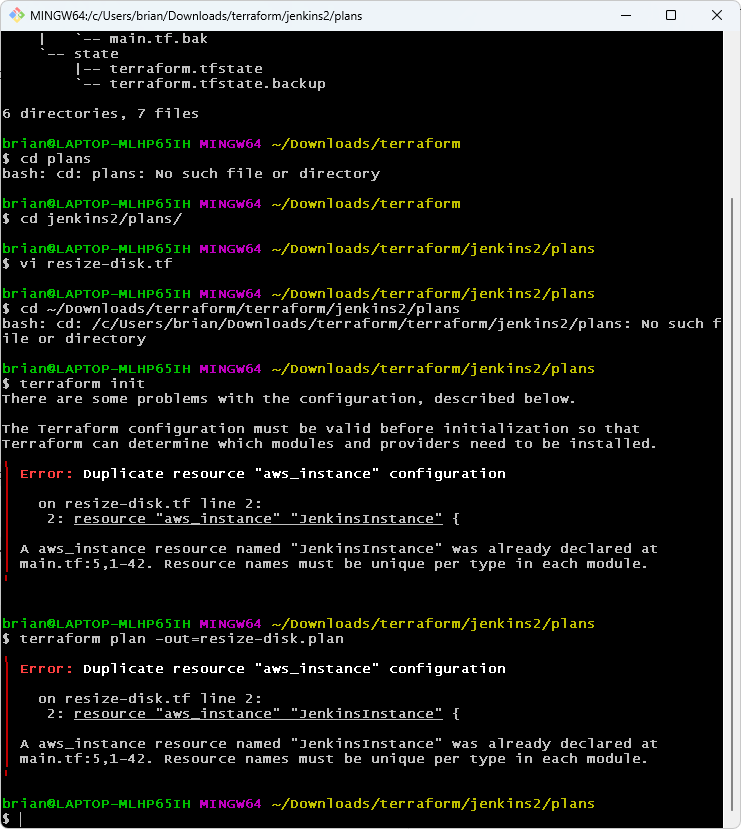 MINGW64:/c/Users/brian/Downloads/terraform/jenkins2/plans
|   `-- main.tf.bak
`-- state
|-- terraform.tfstate
`-- terraform.tfstate.backup
6 directories, 7 files
brian@LAPTOP-MLHP65IH MINGW64 ~/Downloads/terraform
$ cd plans
bash: cd: plans: No such file or directory
brian@LAPTOP-MLHP65IH MINGW64 ~/Downloads/terraform
$ cd jenkins2/plans/
brian@LAPTOP-MLHP65IH MINGW64 ~/Downloads/terraform/jenkins2/plans
$ vi resize-disk.tf
brian@LAPTOP-MLHP65IH MINGW64 ~/Downloads/terraform/jenkins2/plans
$ cd ~/Downloads/terraform/terraform/jenkins2/plans
bash: cd: /c/Users/brian/Downloads/terraform/terraform/jenkins2/plans: No such f
ile or directory
brian@LAPTOP-MLHP65IH MINGW64 ~/Downloads/terraform/jenkins2/plans
$ terraform init
There are some problems with the configuration, described below.
The Terraform configuration must be valid before initialization so that
Terraform can determine which modules and providers need to be installed.
Error: Duplicate resource "aws_instance" configuration
on resize-disk.tf line 2:
2: resource "aws_instance" "JenkinsInstance" {
A aws_instance resource named "JenkinsInstance" was already declared at
main.tf:5,1-42. Resource names must be unique per type in each module.
brian@LAPTOP-MLHP65IH MINGW64 ~/Downloads/terraform/jenkins2/plans
$ terraform plan -out=resize-disk.plan
Error: Duplicate resource "aws_instance" configuration
on resize-disk.tf line 2:
2: resource "aws_instance" "JenkinsInstance" {
A aws_instance resource named "JenkinsInstance" was already declared at
main.tf:5,1-42. Resource names must be unique per type in each module.
brian@LAPTOP-MLHP65IH MINGW64 ~/Downloads/terraform/jenkins2/plans
$